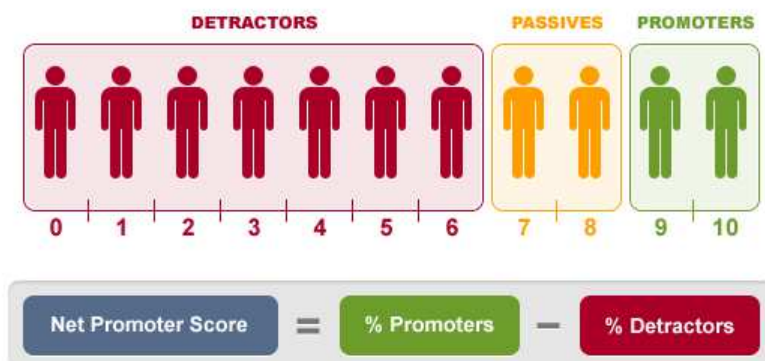 DETRACTORS PASSIVES PROMOTERS
0 1 2 3 4 5 6 7 8 9 10
Net Promoter Score = % Promoters − % Detractors